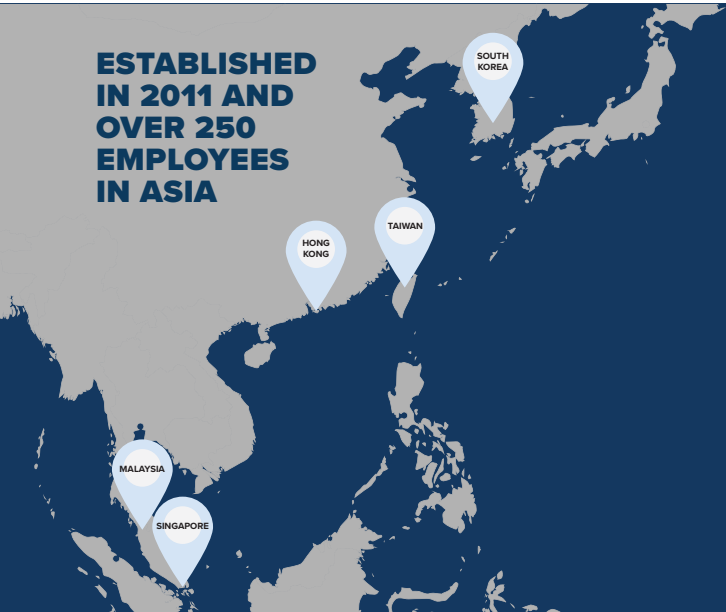 ESTABLISHED
IN 2011 AND
OVER 250
EMPLOYEES
IN ASIA
SOUTH
KOREA
TAIWAN
HONG
KONG
MALAYSIA
SINGAPORE